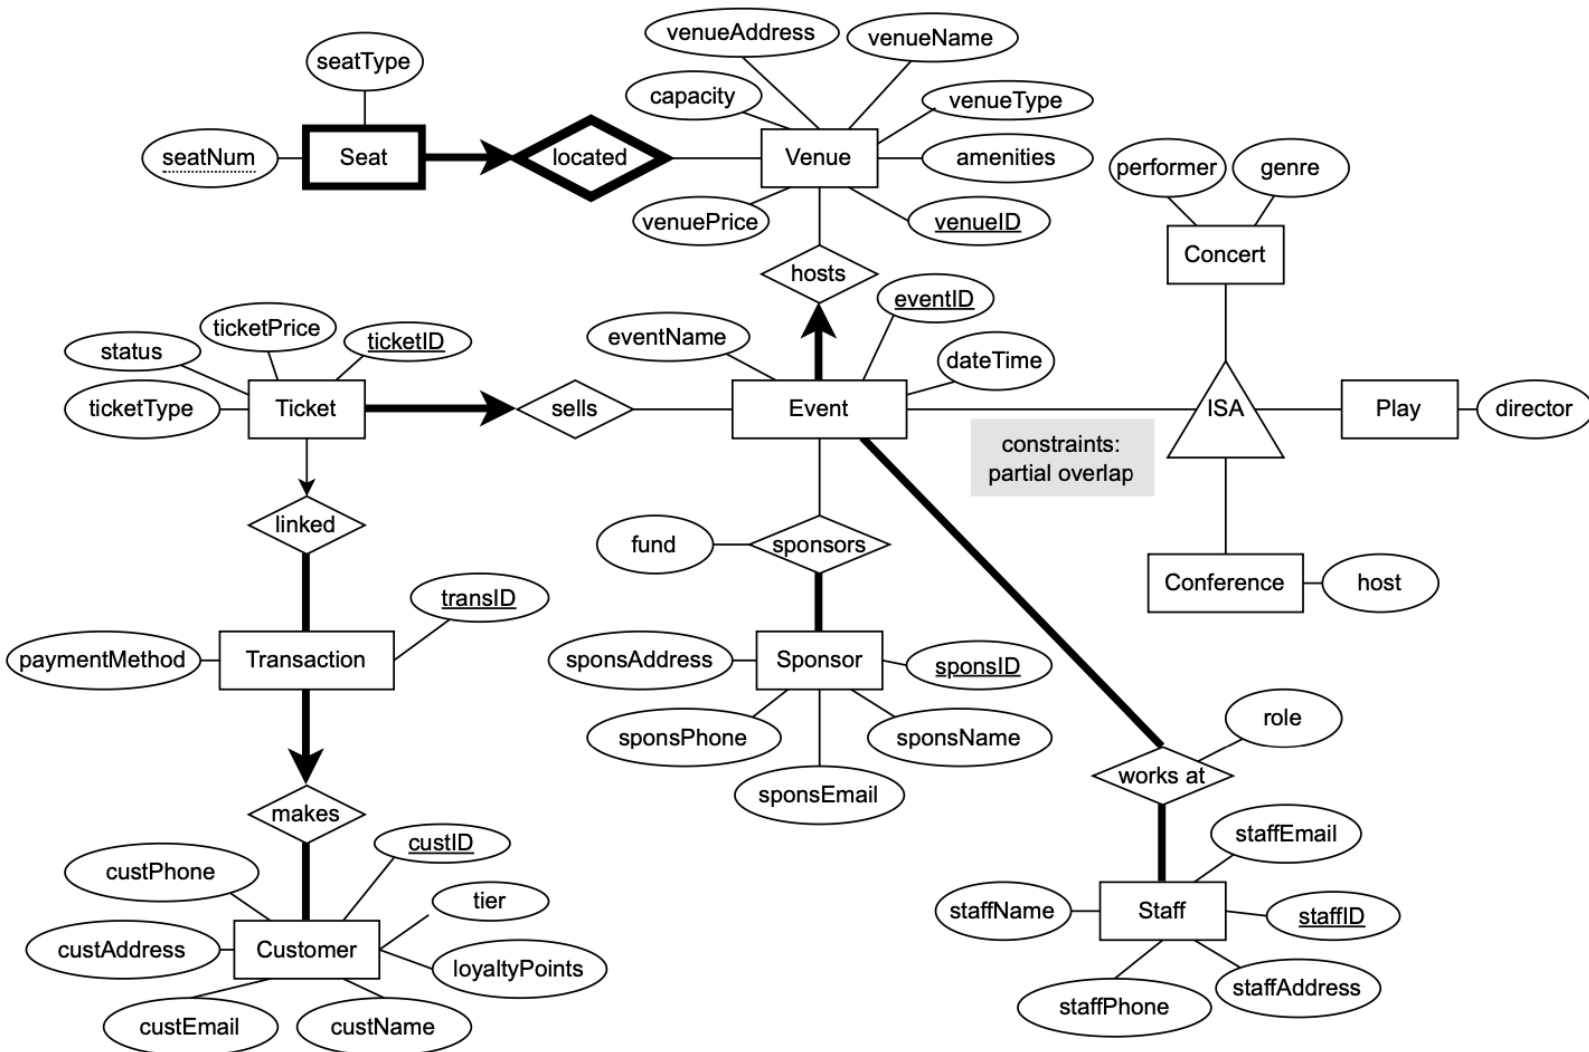 venueAddress
venueName
seatType
capacity
venueType
seatNum
Seat
located
Venue
amenities
performer
genre
venuePrice
venueID
Concert
hosts
eventID
ticketPrice
eventName
status
ticketID
dateTime
ticketType
Ticket
sells
Event
ISA
Play
director
constraints:
partial overlap
linked
fund
sponsors
Conference
host
transID
paymentMethod
Transaction
sponsAddress
Sponsor
sponsID
role
sponsPhone
sponsName
works at
sponsEmail
makes
custID
staffEmail
custPhone
tier
staffName
Staff
staffID
custAddress
Customer
loyaltyPoints
staffAddress
staffPhone
custEmail
custName